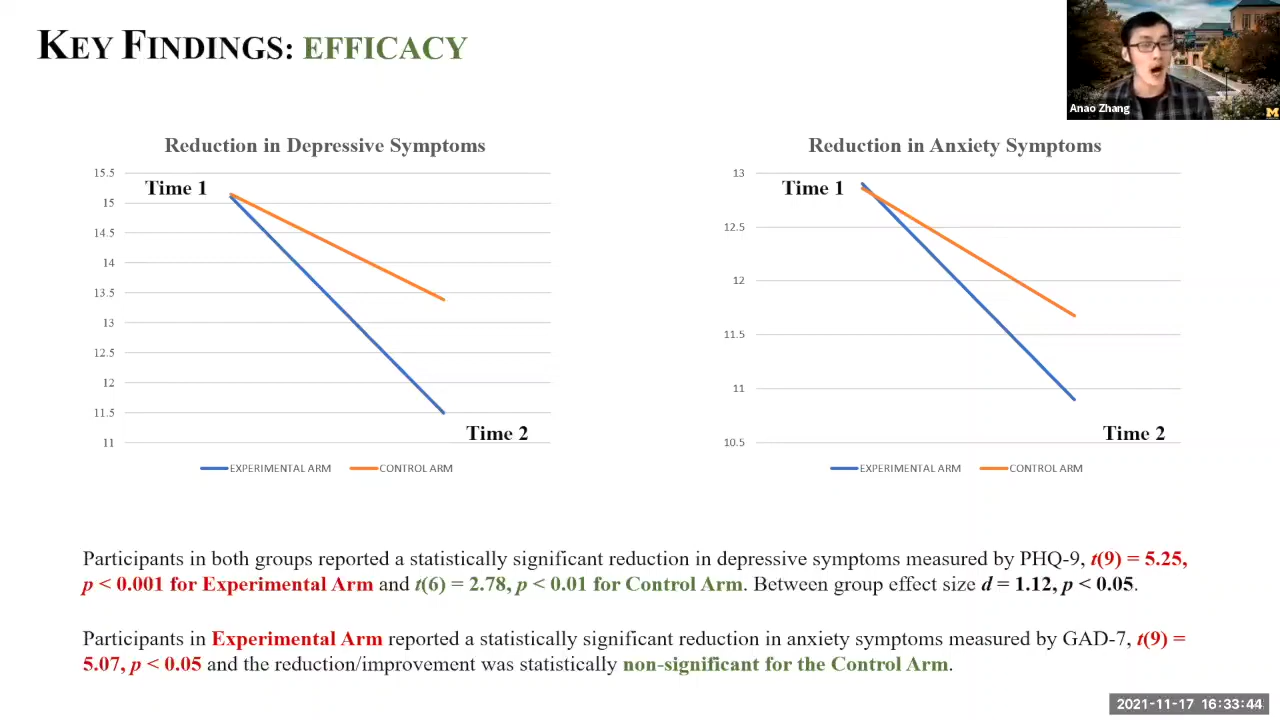 KEY FINDINGS: EFFICACY
Anao Zhang
M
Reduction in Depressive Symptoms
15.5
15
14.5
14
13.5
13
12.5
12
11.5
11
Time 1
Time 2
EXPERIMENTAL ARM
CONTROL ARM
Reduction in Anxiety Symptoms
13
12.5
12
11.5
11
10.5
Time 1
Time 2
EXPERIMENTAL ARM
CONTROL ARM
Participants in both groups reported a statistically significant reduction in depressive symptoms measured by PHQ-9, t(9) = 5.25,
p < 0.001 for Experimental Arm and t(6) = 2.78, p < 0.01 for Control Arm. Between group effect size d = 1.12, p < 0.05.
Participants in Experimental Arm reported a statistically significant reduction in anxiety symptoms measured by GAD-7, t(9) =
5.07, p < 0.05 and the reduction/improvement was statistically non-significant for the Control Arm.
2021-11-17 16:33:44